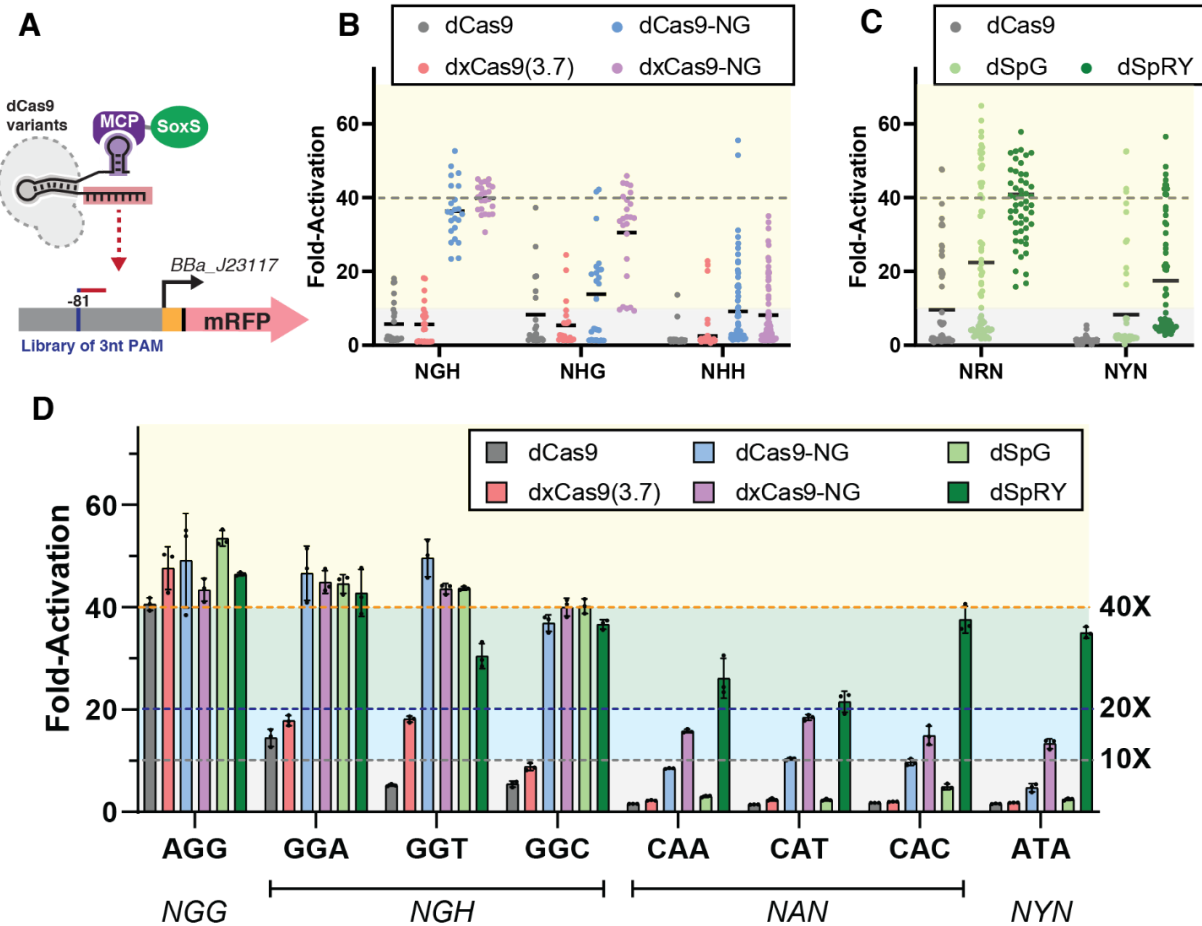 A
dCas9
variants
MCP
SoxS
BBa_J23117
-81
mRFP
Library of 3nt PAM
B
dCas9
dCas9-NG
dxCas9(3.7)
dxCas9-NG
Fold-Activation
60
40
20
0
NGH
NHG
NHH
C
dCas9
dSpG
dSpRY
Fold-Activation
60
40
20
0
NRN
NYN
D
dCas9
dCas9-NG
dSpG
dxCas9(3.7)
dxCas9-NG
dSpRY
Fold-Activation
60
40
20
0
40X
20X
10X
AGG
GGA
GGT
GGC
CAA
CAT
CAC
ATA
NGG
NGH
NAN
NYN